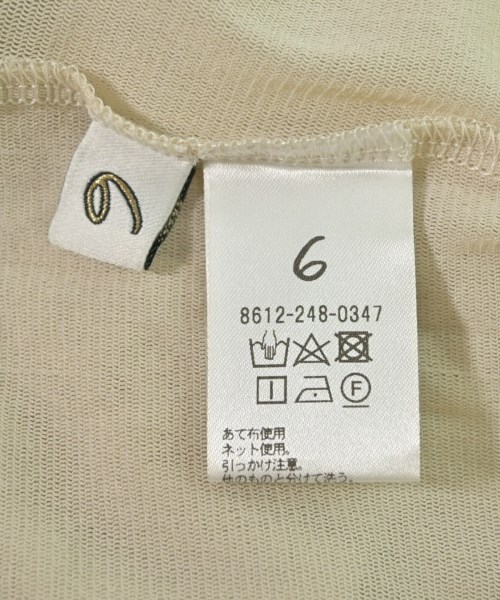 6
6
8612-248-0347
F
あて布使用
ネット使用。
引っかけ注意。
他のものと分けて洗う。